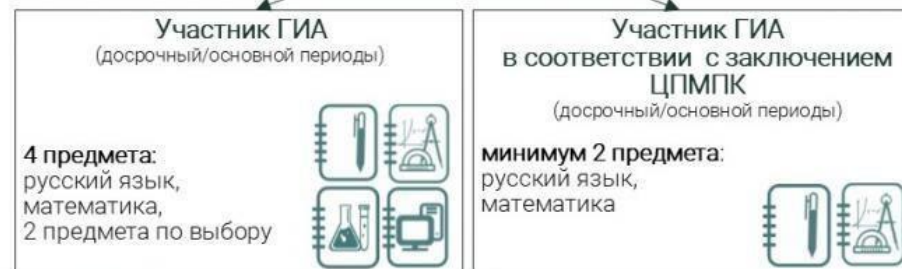 Участник ГИА
(досрочный/основной периоды)
4 предмета:
русский язык,
математика,
2 предмета по выбору
Участник ГИА
в соответствии с заключением
ЦПМПК
(досрочный/основной периоды)
минимум 2 предмета:
русский язык,
математика